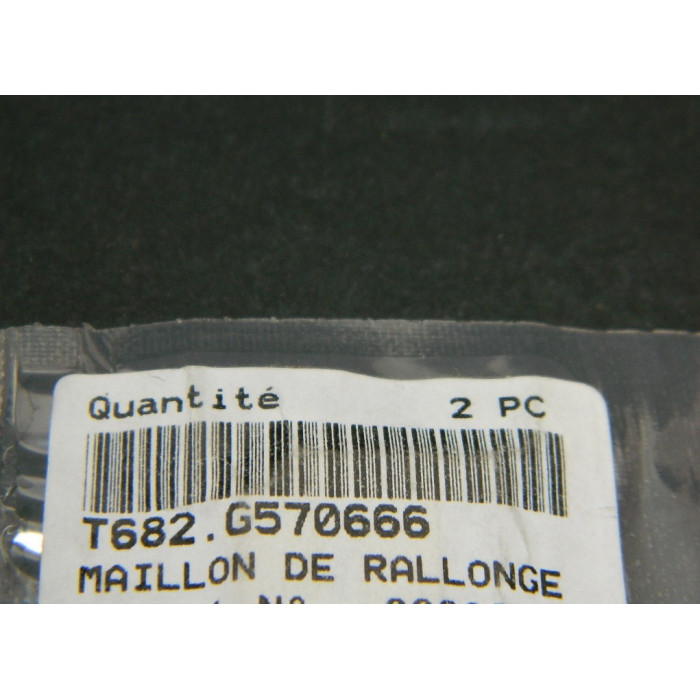 Quantité 2 PC
T682.G570666
MAILLON DE RALLONGE
N°